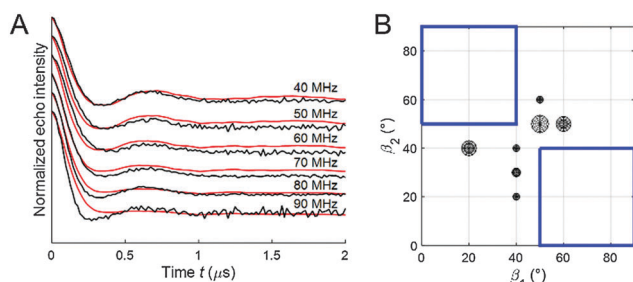 A
Normalized echo intensity
40 MHz
50 MHz
60 MHz
70 MHz
80 MHz
90 MHz
0 0.5 1 1.5 2
Time t (μs)
B
β2 (°)
80
60
40
20
0
0 20 40 60 80
(°)